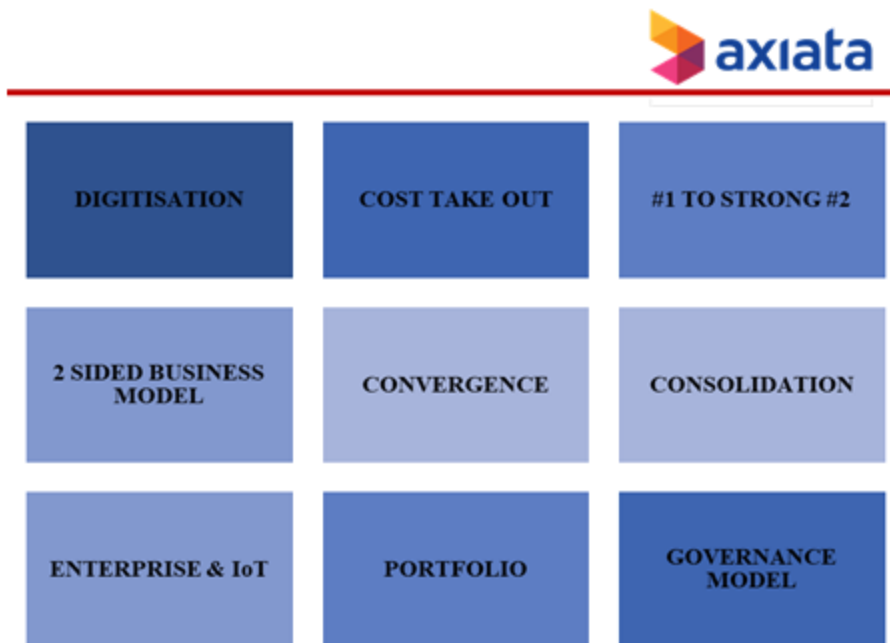 axiata
DIGITISATION
COST TAKE OUT
#1 TO STRONG #2
2 SIDED BUSINESS
MODEL
CONVERGENCE
CONSOLIDATION
ENTERPRISE & IoT
PORTFOLIO
GOVERNANCE
MODEL